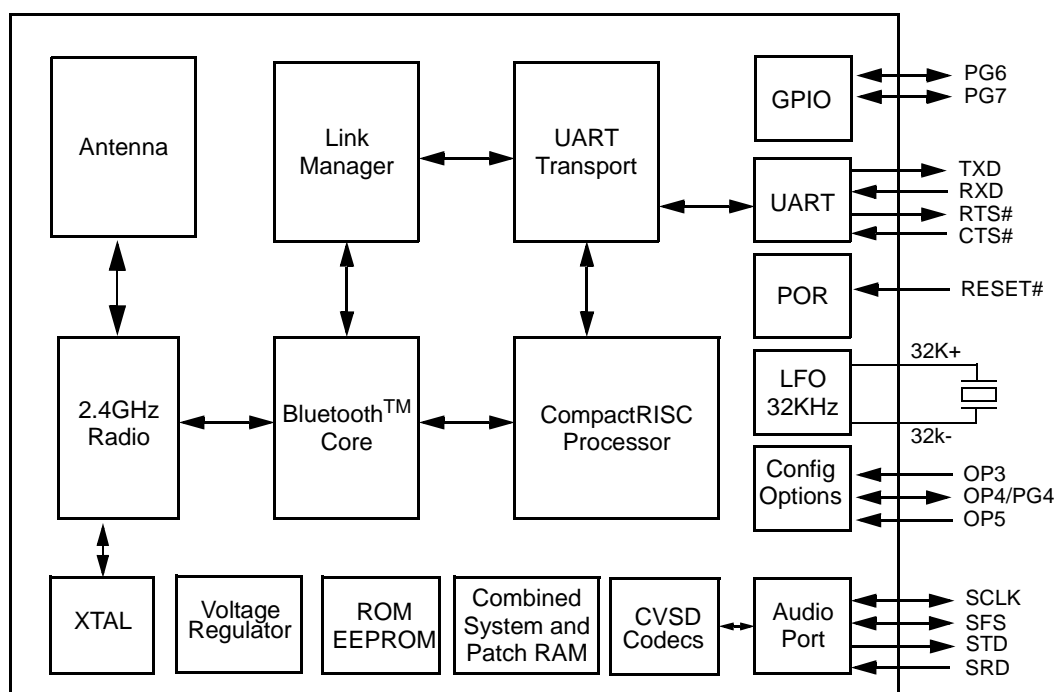 Antenna
Link
Manager
UART
Transport
GPIO
PG6
PG7
UART
TXD
RXD
RTS#
CTS#
POR
RESET#
2.4GHz
Radio
Bluetooth™
Core
CompactRISC
Processor
LFO
32KHz
32K+
32k-
Config
Options
OP3
OP4/PG4
OP5
XTAL
Voltage
Regulator
ROM
EEPROM
Combined
System and
Patch RAM
CVSD
Codecs
Audio
Port
SCLK
SFS
STD
SRD